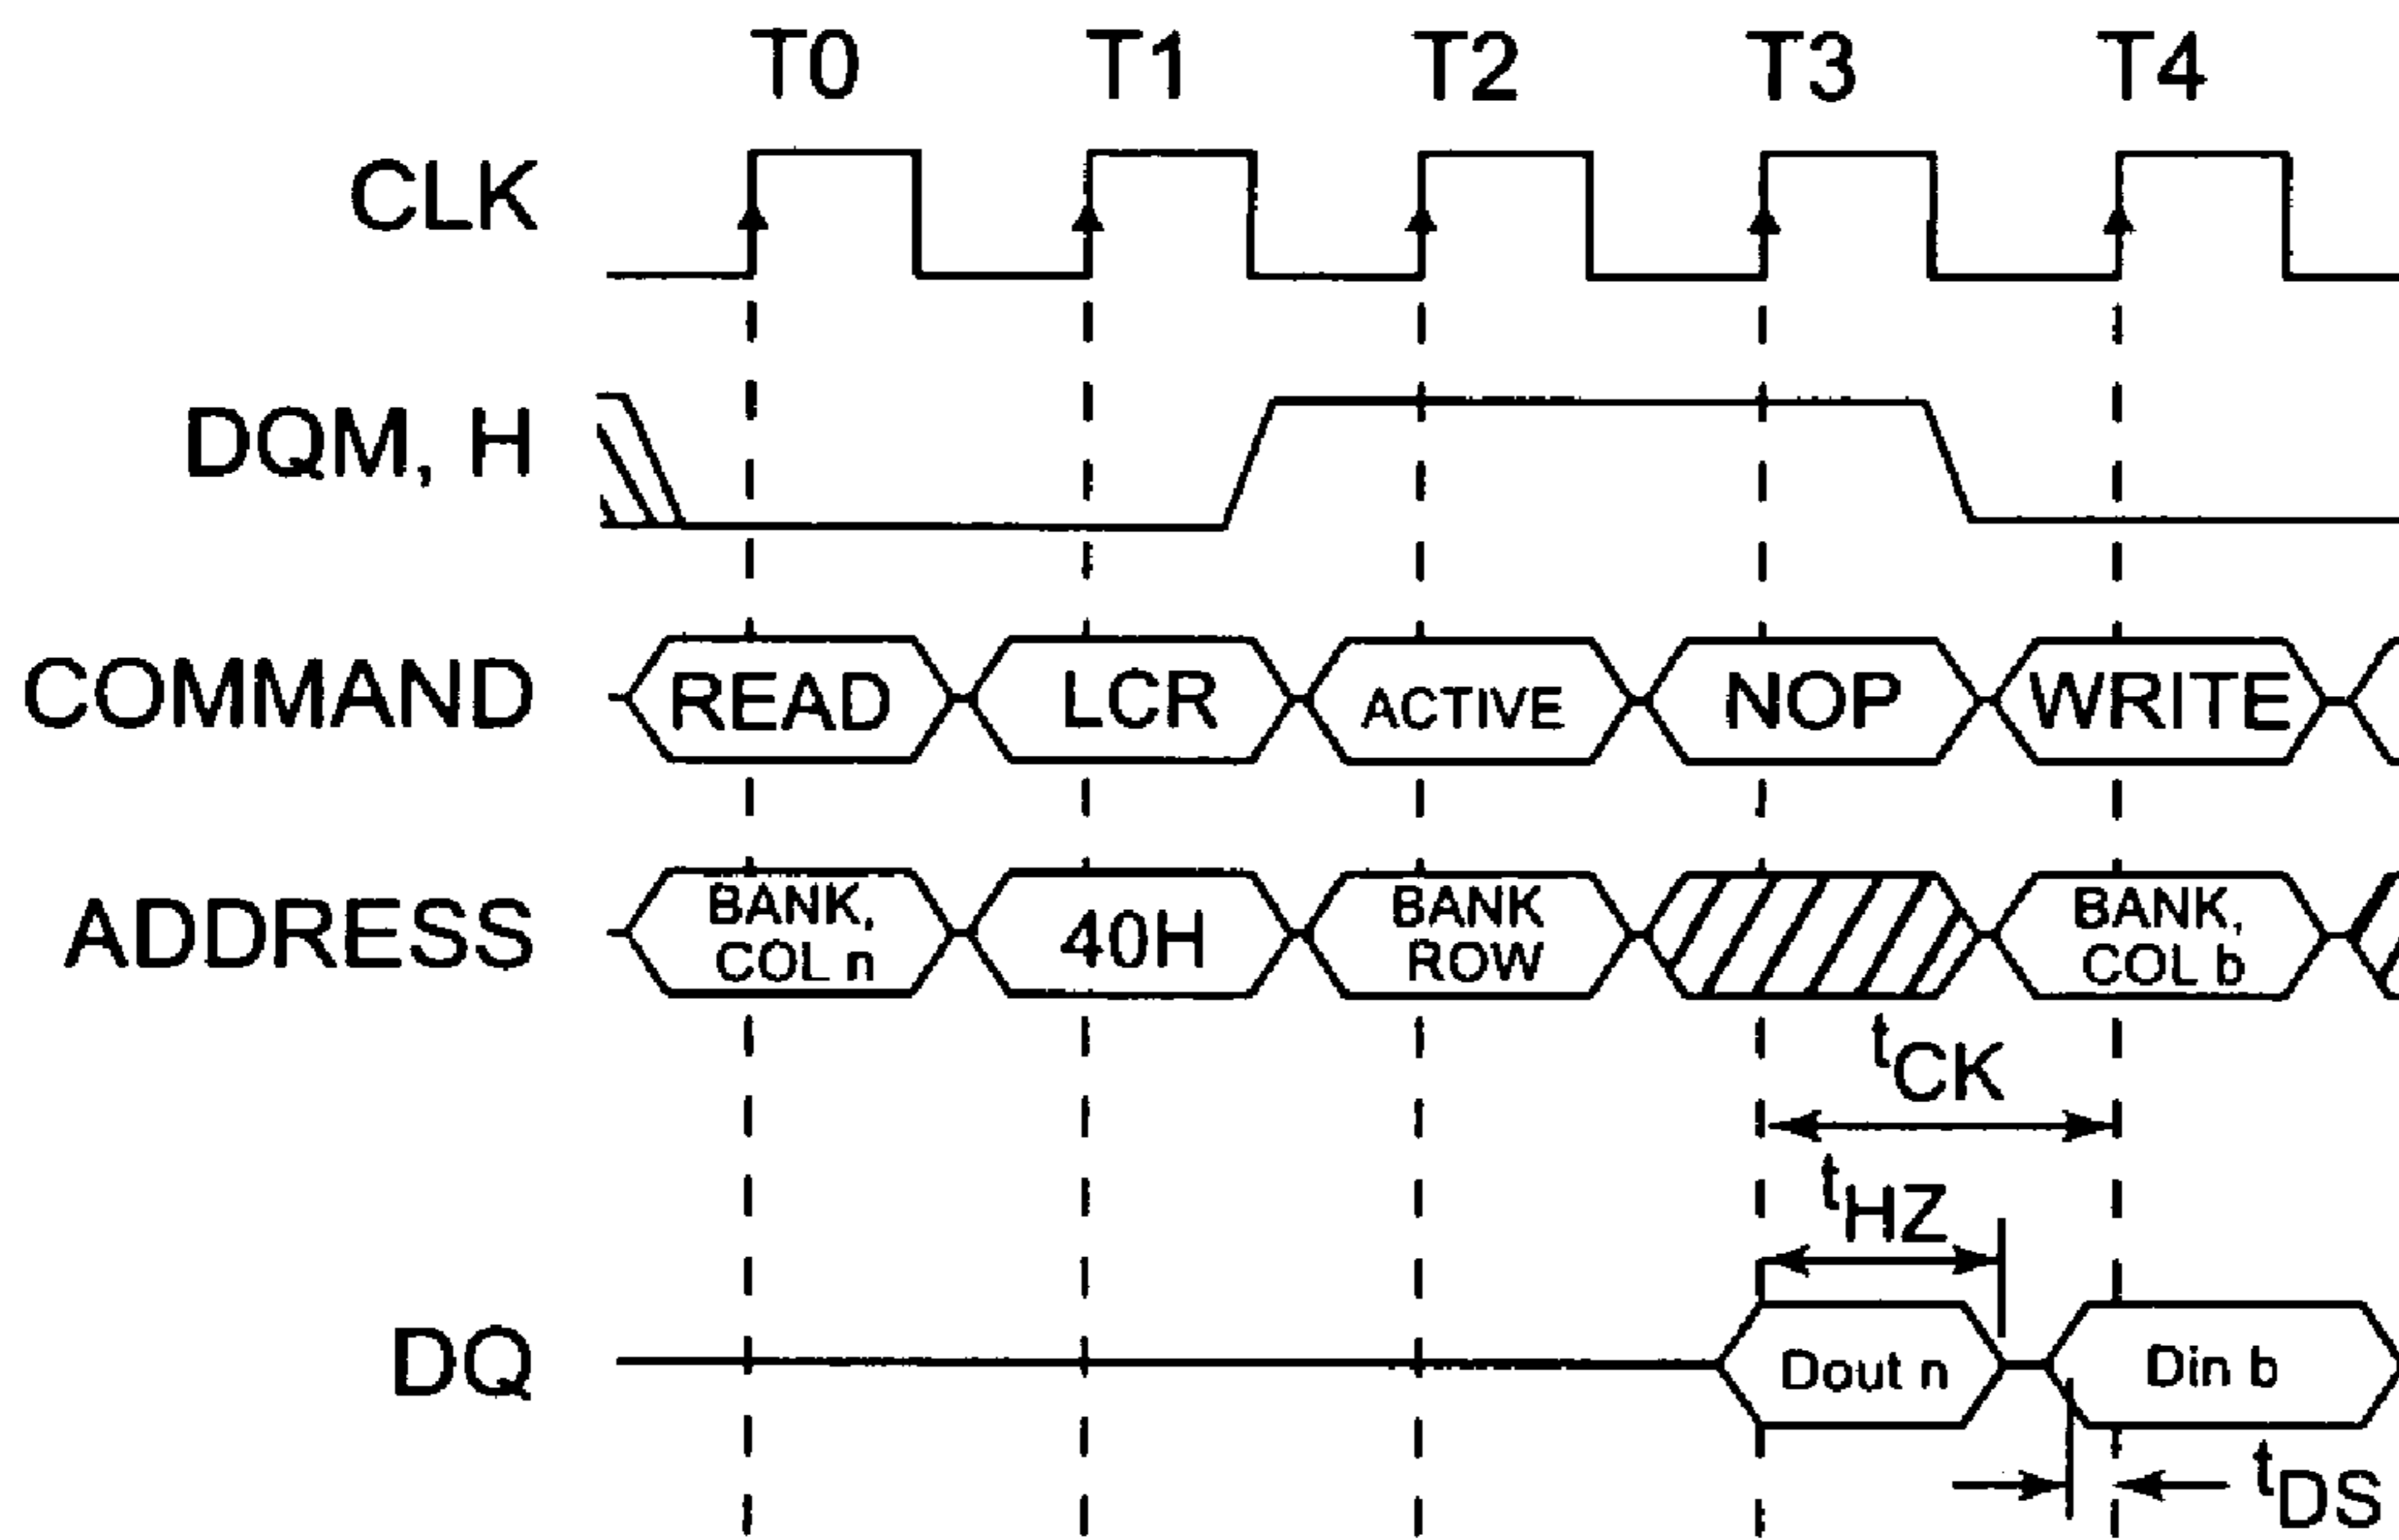 T0 T1 T2 T3 T4
CLK
DQM, H
COMMAND READ LCR ACTIVE NOP WRITE
ADDRESS BANK, COL n 40H BANK ROW BANK, COL b
tCK
tHZ
DQ Dout n Din b
tDS